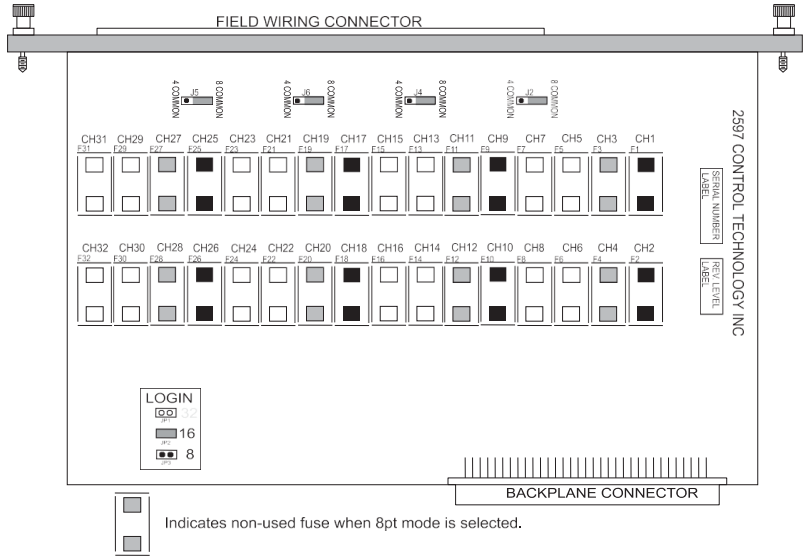 FIELD WIRING CONNECTOR
4 COMMON J5 8 COMMON
4 COMMON J6 8 COMMON
4 COMMON J4 8 COMMON
4 COMMON J2 8 COMMON
CH31 CH29 CH27 CH25 CH23 CH21 CH19 CH17 CH15 CH13 CH11 CH9 CH7 CH5 CH3 CH1
F31 F29 F27 F25 F23 F21 F19 F17 F15 F13 F11 F9 F7 F5 F3 F1
CH32 CH30 CH28 CH26 CH24 CH22 CH20 CH18 CH16 CH14 CH12 CH10 CH8 CH6 CH4 CH2
F32 F30 F28 F26 F24 F22 F20 F18 F16 F14 F12 F10 F8 F6 F4 F2
SERIAL NUMBER
LABEL
REV LEVEL
LABEL
2597 CONTROL TECHNOLOGY INC
LOGIN
32
JP1
16
JP2
8
JP3
BACKPLANE CONNECTOR
Indicates non-used fuse when 8pt mode is selected.